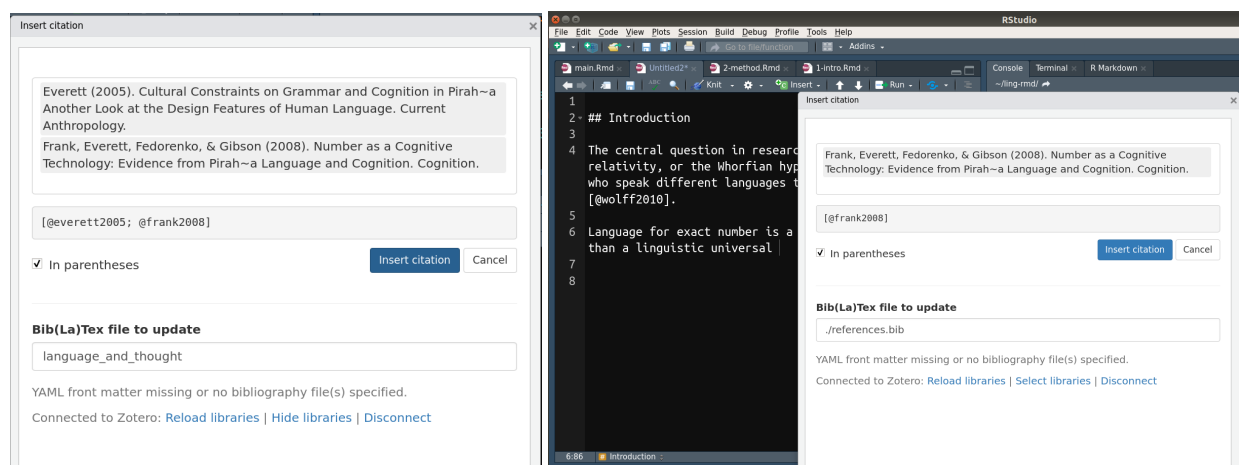 Insert citation
×
Everett (2005). Cultural Constraints on Grammar and Cognition in Pirah~a
Another Look at the Design Features of Human Language. Current
Anthropology.
Frank, Everett, Fedorenko, & Gibson (2008). Number as a Cognitive
Technology: Evidence from Pirah~a Language and Cognition. Cognition.
[@everett2005; @frank2008]
In parentheses
Insert citation
Cancel
Bib(La)Tex file to update
language_and_thought
YAML front matter missing or no bibliography file(s) specified.
Connected to Zotero: Reload libraries | Hide libraries | Disconnect
RStudio
File Edit Code View Plots Session Build Debug Profile Tools Help
Go to file/function
Addins
main.Rmd × Untitled2* × 2-method.Rmd × 1-intro.Rmd ×
Console Terminal × R Markdown ×
ABC Knit Insert Run
~/ling-rmd/
1
2 ## Introduction
3
4 The central question in researc
relativity, or the Whorfian hyp
who speak different languages t
[@wolff2010].
5
6 Language for exact number is a
than a linguistic universal
7
8
6:86 Introduction
Insert citation
×
Frank, Everett, Fedorenko, & Gibson (2008). Number as a Cognitive
Technology: Evidence from Pirah~a Language and Cognition. Cognition.
[@frank2008]
In parentheses
Insert citation
Cancel
Bib(La)Tex file to update
./references.bib
YAML front matter missing or no bibliography file(s) specified.
Connected to Zotero: Reload libraries | Select libraries | Disconnect